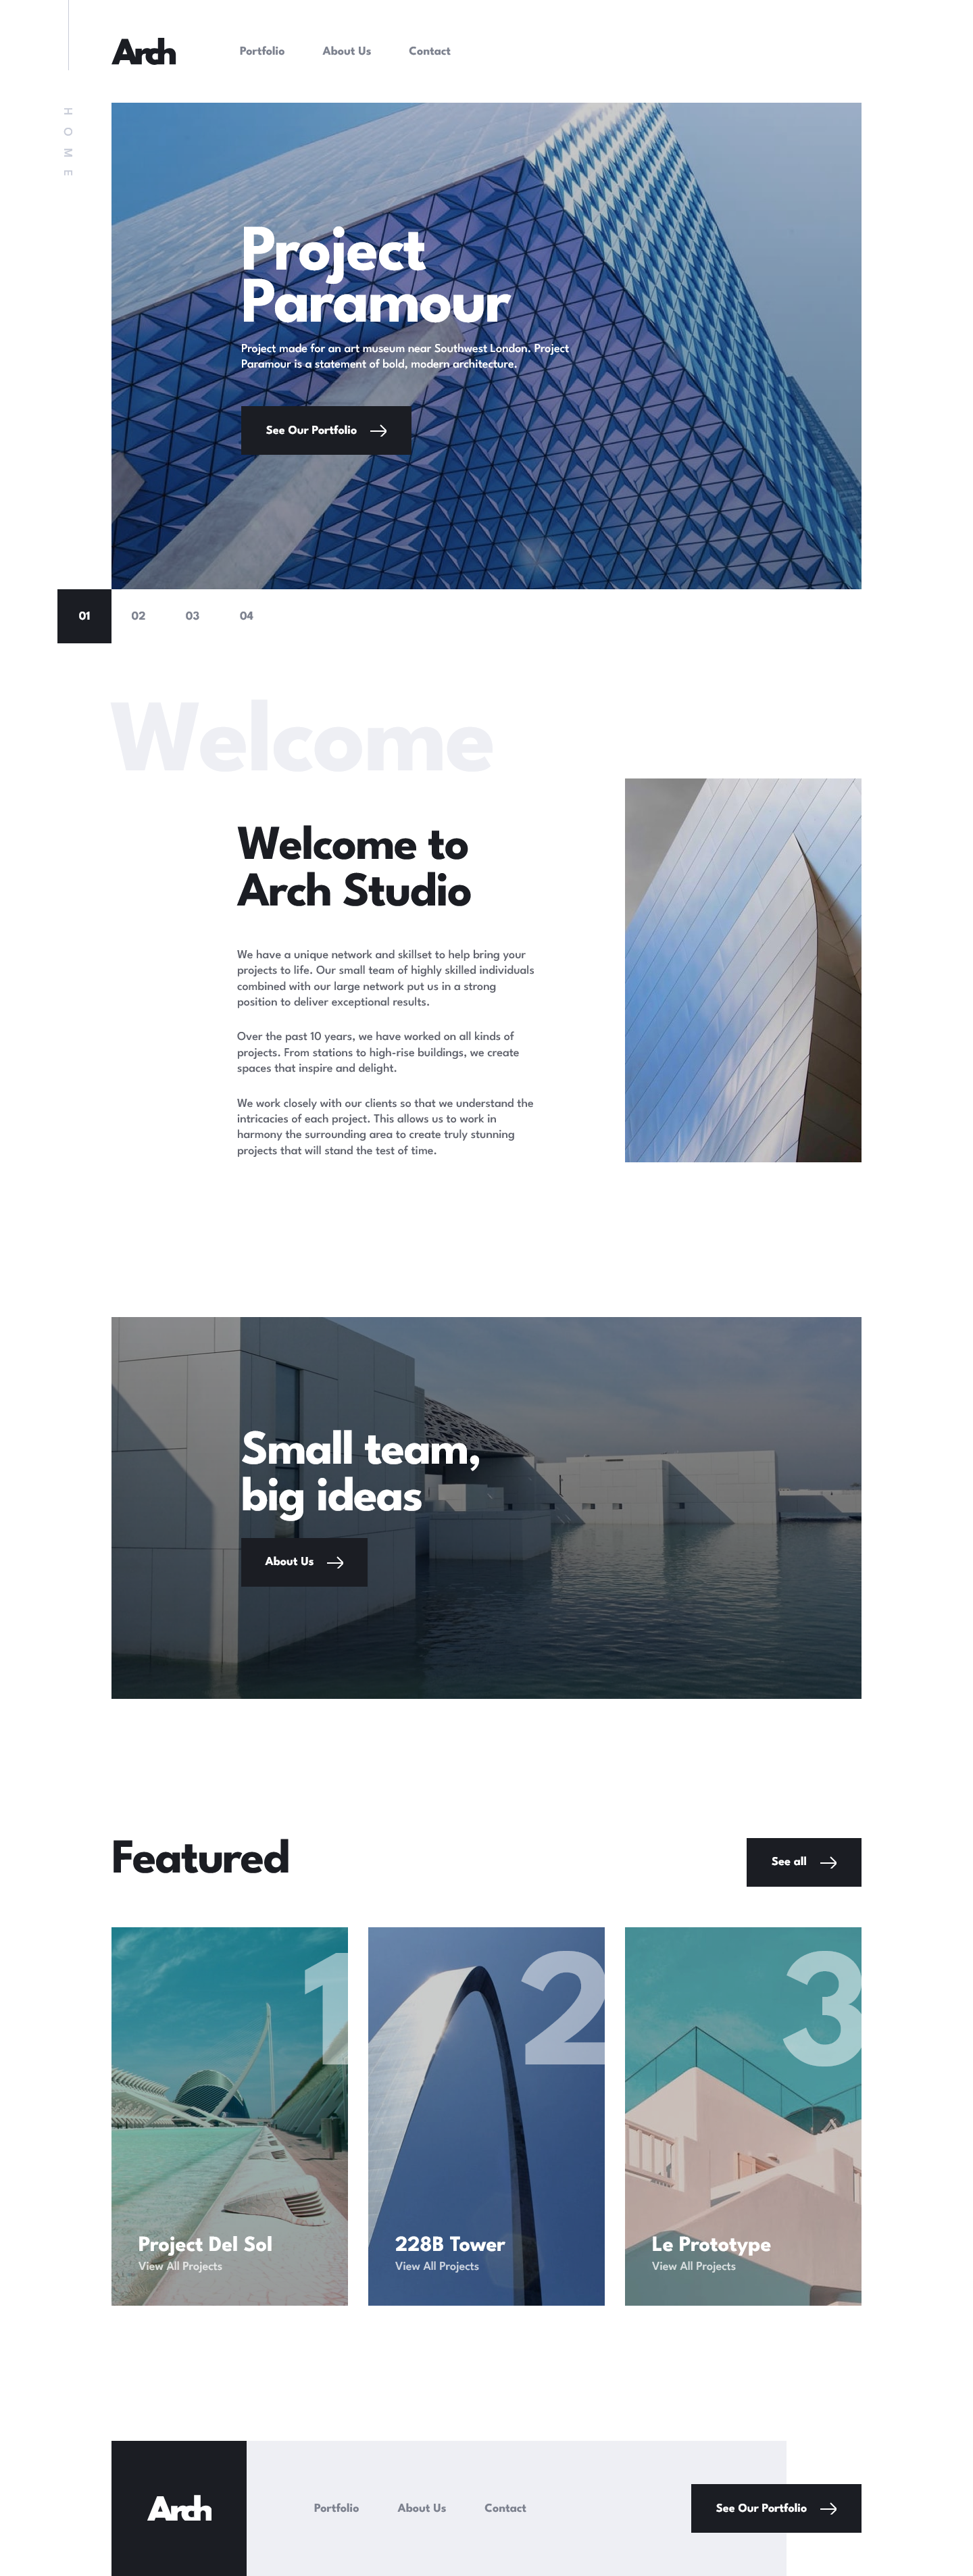 Arch
Portfolio
About Us
Contact
HOME
Project
Paramour
Project made for an art museum near Southwest London. Project
Paramour is a statement of bold, modern architecture.
See Our Portfolio
01
02
03
04
Welcome
Welcome to
Arch Studio
We have a unique network and skillset to help bring your
projects to life. Our small team of highly skilled individuals
combined with our large network put us in a strong
position to deliver exceptional results.
Over the past 10 years, we have worked on all kinds of
projects. From stations to high-rise buildings, we create
spaces that inspire and delight.
We work closely with our clients so that we understand the
intricacies of each project. This allows us to work in
harmony the surrounding area to create truly stunning
projects that will stand the test of time.
Small team,
big ideas
About Us
Featured
See all
1
Project Del Sol
View All Projects
2
228B Tower
View All Projects
3
Le Prototype
View All Projects
Arch
Portfolio
About Us
Contact
See Our Portfolio